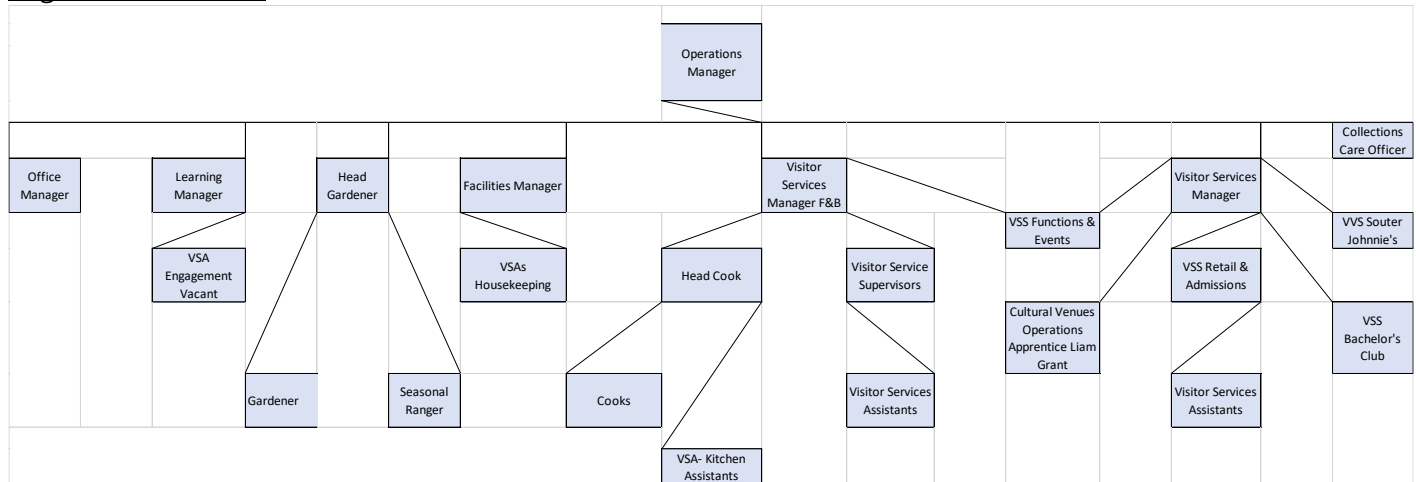 Operations
Manager
Collections
Care Officer
Office
Manager
Learning
Manager
Head
Gardener
Facilities Manager
Visitor
Services
Manager F&B
Visitor Services
Manager
VSS Functions &
Events
VVS Souter
Johnnie's
VSA
Engagement
Vacant
VSAs
Housekeeping
Head Cook
Visitor Service
Supervisors
VSS Retail &
Admissions
Cultural Venues
Operations
Apprentice Liam
Grant
VSS
Bachelor's
Club
Gardener
Seasonal
Ranger
Cooks
Visitor Services
Assistants
Visitor Services
Assistants
VSA- Kitchen
Assistants